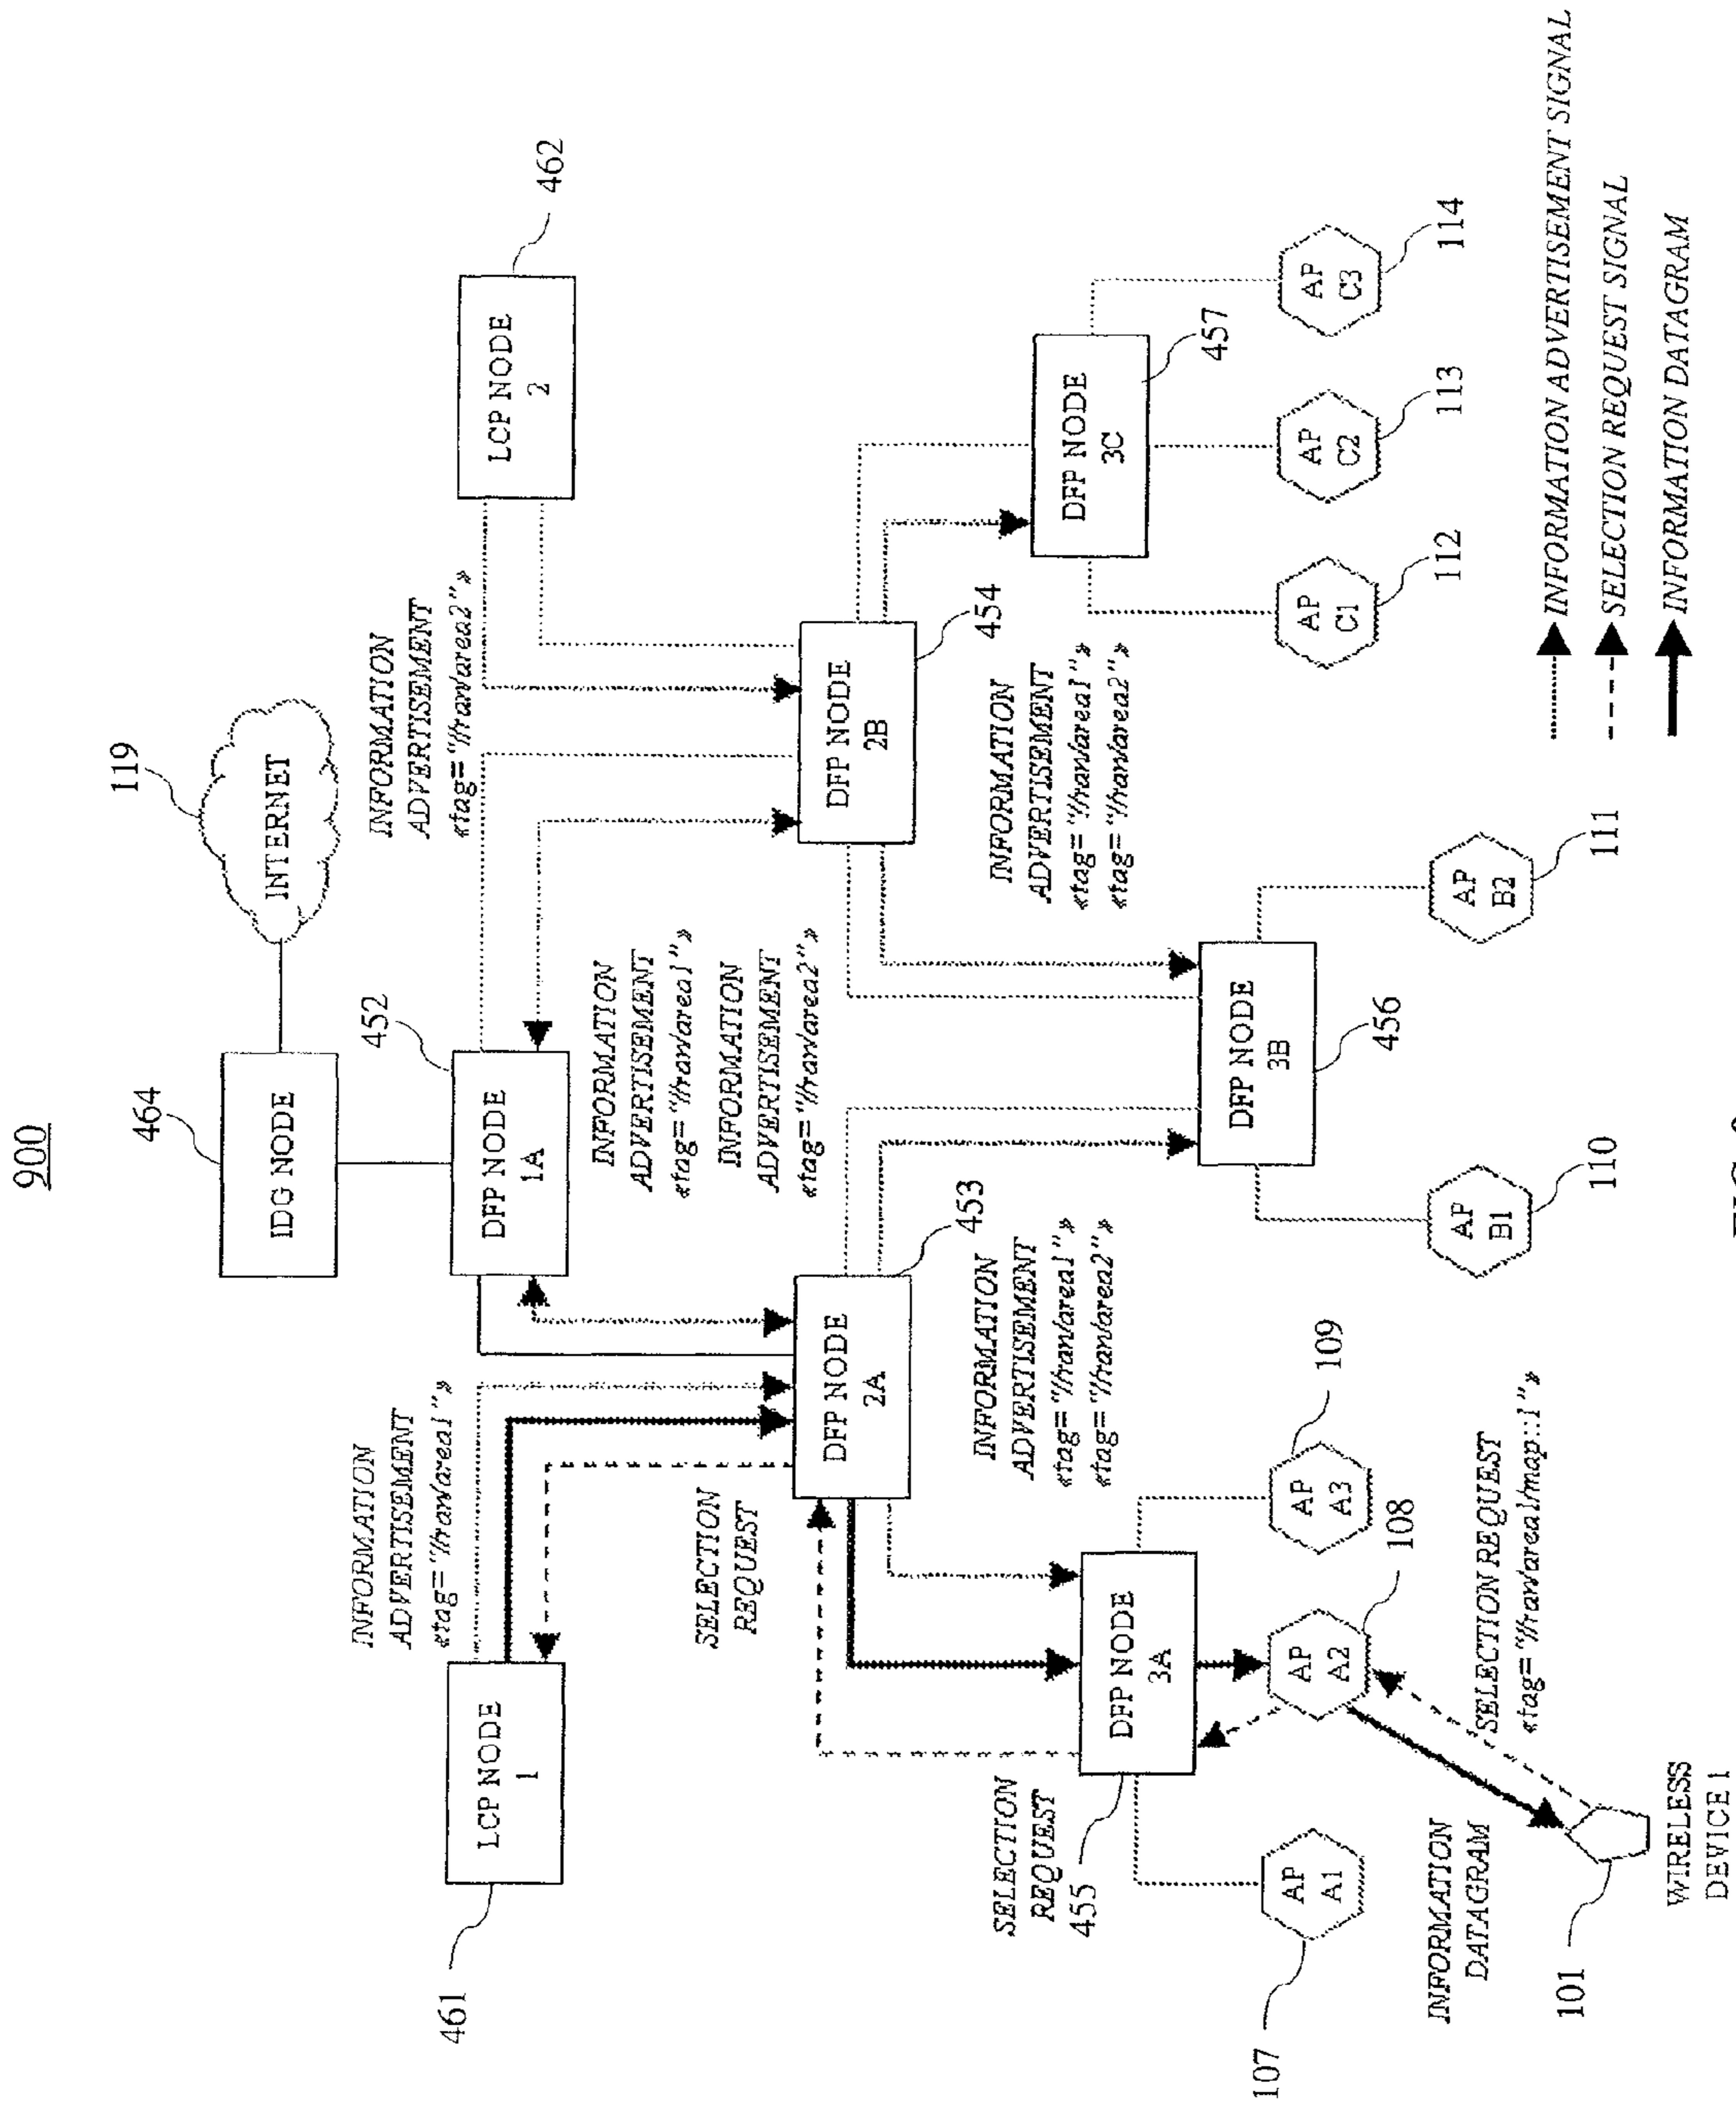 900
119
INTERNET
464
IDG NODE
452
DFP NODE
1A
461
LCP NODE
1
LCP NODE
2
462
INFORMATION
ADVERTISEMENT
«tag="//ran/area1"»
INFORMATION
ADVERTISEMENT
«tag="//ran/area2"»
INFORMATION
ADVERTISEMENT
«tag="//ran/area1"»
INFORMATION
ADVERTISEMENT
«tag="//ran/area2"»
SELECTION
REQUEST
DFP NODE
2A
453
DFP NODE
2B
454
INFORMATION
ADVERTISEMENT
«tag="//ran/area1"»
«tag="//ran/area2"»
INFORMATION
ADVERTISEMENT
«tag="//ran/area1"»
«tag="//ran/area2"»
SELECTION
REQUEST
455
DFP NODE
3A
DFP NODE
3B
456
DFP NODE
3C
457
AP
A1
107
AP
A2
108
AP
A3
109
AP
B1
110
AP
B2
111
AP
C1
112
AP
C2
113
AP
C3
114
SELECTION REQUEST
«tag="//ran/area1/map::1"»
INFORMATION
DATAGRAM
101
WIRELESS
DEVICE 1
INFORMATION ADVERTISEMENT SIGNAL
SELECTION REQUEST SIGNAL
INFORMATION DATAGRAM